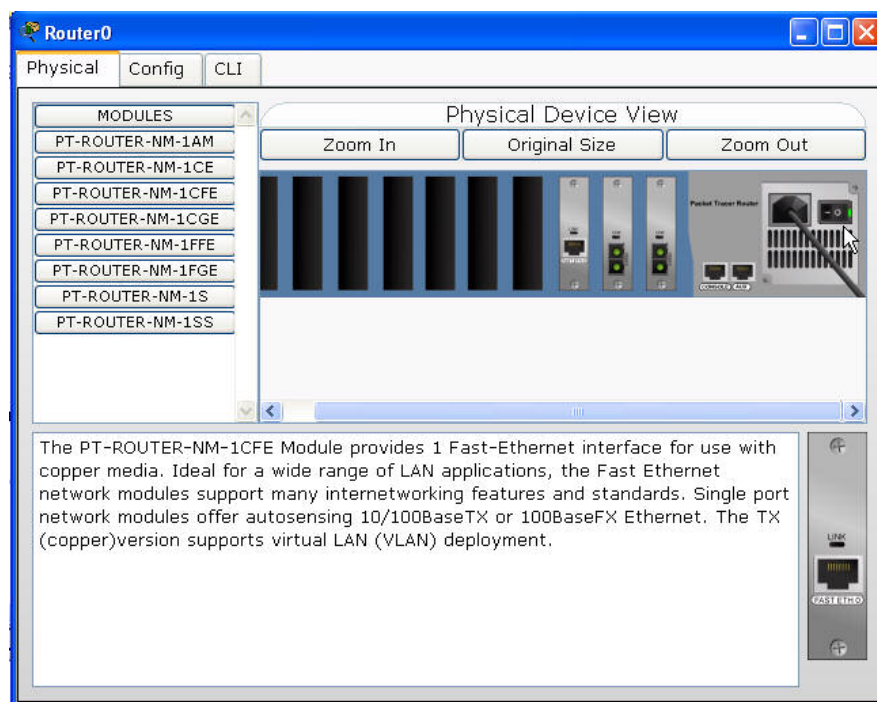 Router0
Physical
Config
CLI
MODULES
PT-ROUTER-NM-1AM
PT-ROUTER-NM-1CE
PT-ROUTER-NM-1CFE
PT-ROUTER-NM-1CGE
PT-ROUTER-NM-1FFE
PT-ROUTER-NM-1FGE
PT-ROUTER-NM-1S
PT-ROUTER-NM-1SS
Physical Device View
Zoom In
Original Size
Zoom Out
Packet Tracer Router
CONSOLE
AUX
The PT-ROUTER-NM-1CFE Module provides 1 Fast-Ethernet interface for use with
copper media. Ideal for a wide range of LAN applications, the Fast Ethernet
network modules support many internetworking features and standards. Single port
network modules offer autosensing 10/100BaseTX or 100BaseFX Ethernet. The TX
(copper)version supports virtual LAN (VLAN) deployment.
LINK
FAST ETH0